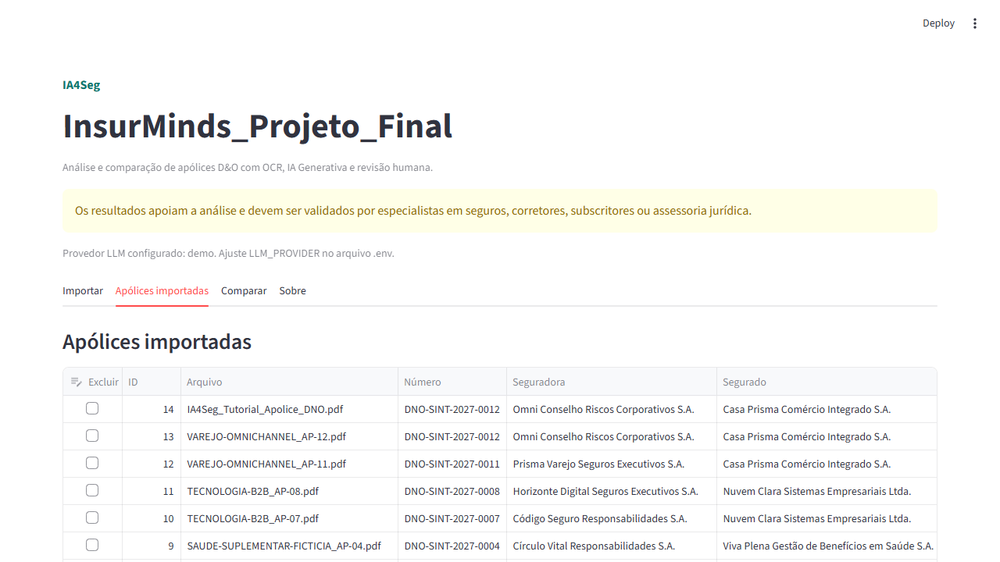 Deploy
IA4Seg
InsurMinds_Projeto_Final
Análise e comparação de apólices D&O com OCR, IA Generativa e revisão humana.
Os resultados apoiam a análise e devem ser validados por especialistas em seguros, corretores, subscritores ou assessoria jurídica.
Provedor LLM configurado: demo. Ajuste LLM_PROVIDER no arquivo .env.
Importar Apólices importadas Comparar Sobre
Apólices importadas
Excluir ID Arquivo Número Seguradora Segurado
14 IA4Seg_Tutorial_Apolice_DNO.pdf DNO-SINT-2027-0012 Omni Conselho Riscos Corporativos S.A. Casa Prisma Comércio Integrado S.A.
13 VAREJO-OMNICHANNEL_AP-12.pdf DNO-SINT-2027-0012 Omni Conselho Riscos Corporativos S.A. Casa Prisma Comércio Integrado S.A.
12 VAREJO-OMNICHANNEL_AP-11.pdf DNO-SINT-2027-0011 Prisma Varejo Seguros Executivos S.A. Casa Prisma Comércio Integrado S.A.
11 TECNOLOGIA-B2B_AP-08.pdf DNO-SINT-2027-0008 Horizonte Digital Seguros Executivos S.A. Nuvem Clara Sistemas Empresariais Ltda.
10 TECNOLOGIA-B2B_AP-07.pdf DNO-SINT-2027-0007 Código Seguro Responsabilidades S.A. Nuvem Clara Sistemas Empresariais Ltda.
9 SAUDE-SUPLEMENTAR-FICTICIA_AP-04.pdf DNO-SINT-2027-0004 Círculo Vital Responsabilidades S.A. Viva Plena Gestão de Benefícios em Saúde S.A.